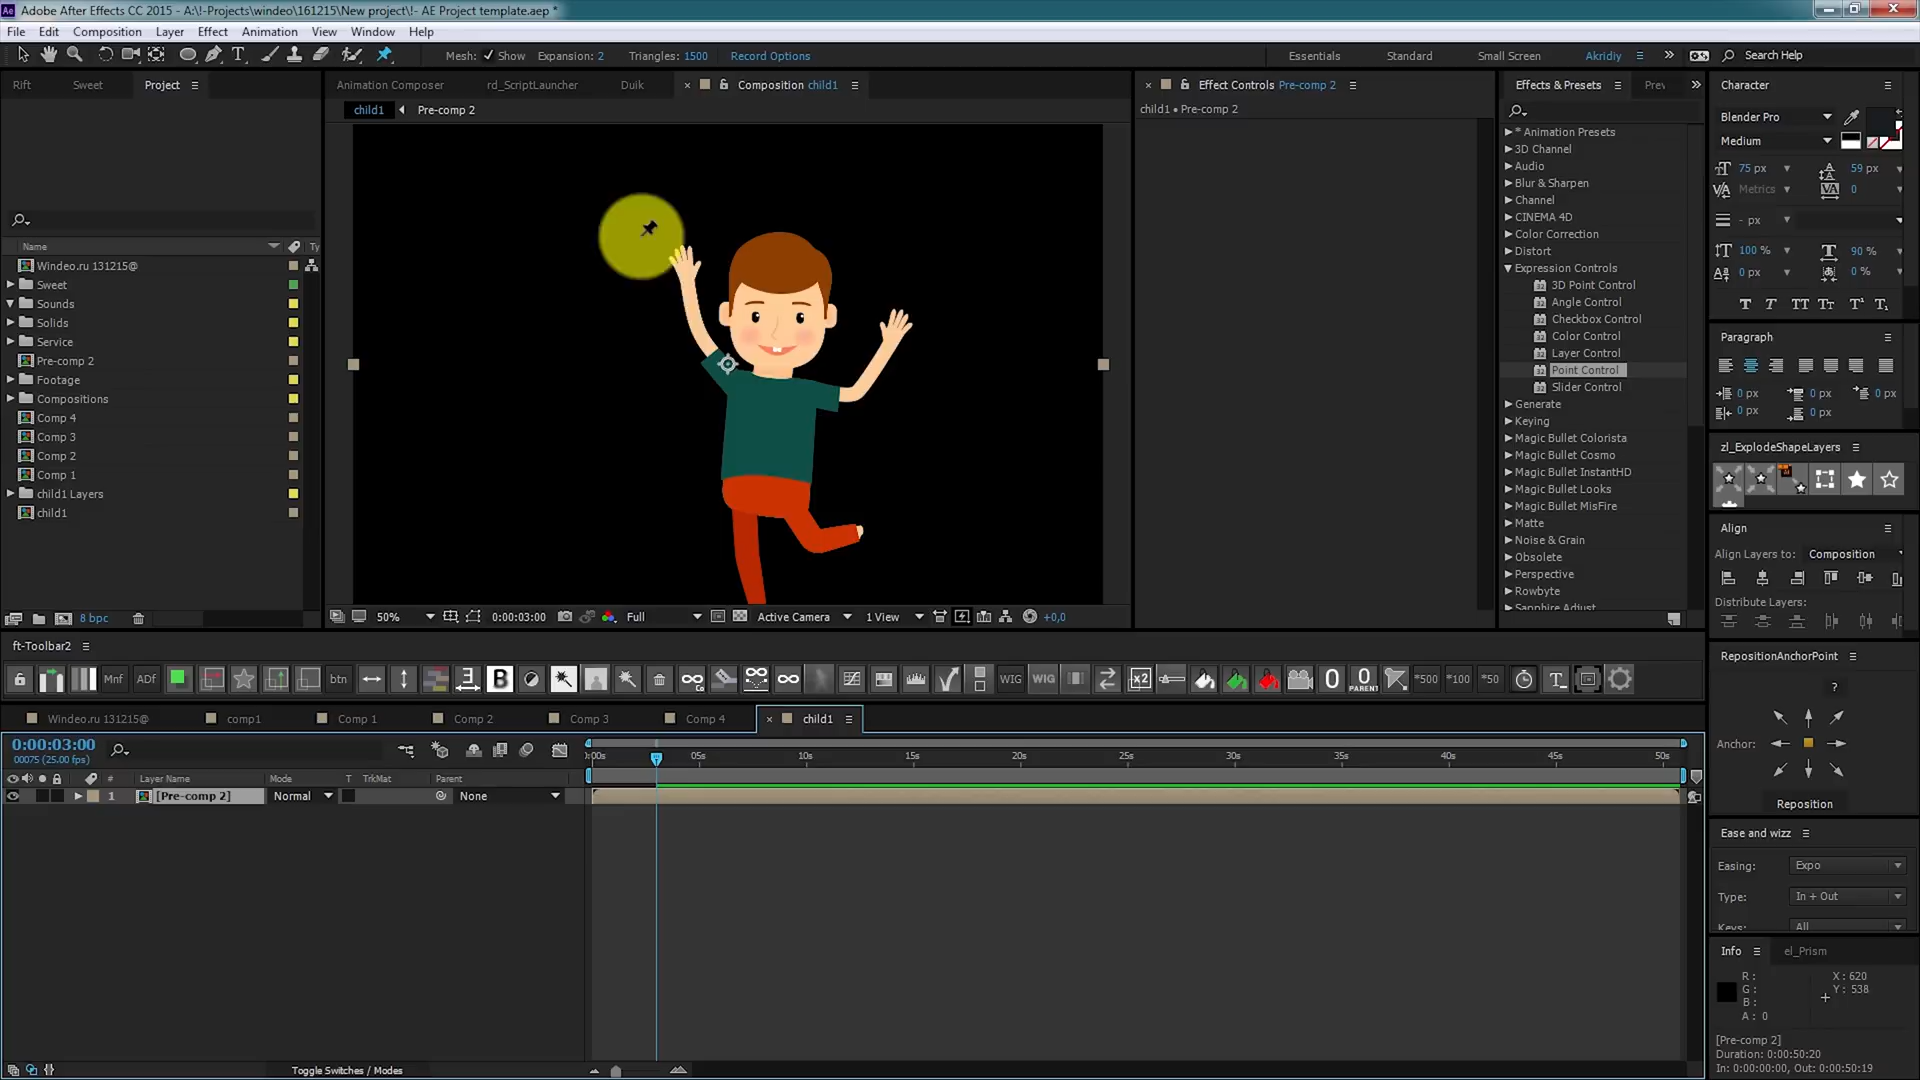 Adobe After Effects CC 2015 - A:\!-Projects\windeo\161215\New project\!- AE Project template.aep *
File Edit Composition Layer Effect Animation View Window Help
Mesh: Show Expansion: 2 Triangles: 1500 Record Options
Essentials Standard Small Screen Akridiy Search Help
Rift Sweet Project
Name Ty
Windeo.ru 131215@
Sweet
Sounds
Solids
Service
Pre-comp 2
Footage
Compositions
Comp 4
Comp 3
Comp 2
Comp 1
child1 Layers
child1
8 bpc
Animation Composer rd_ScriptLauncher Duik Composition child1
child1 Pre-comp 2
50% 0:00:03:00 Full Active Camera 1 View +0,0
Effect Controls Pre-comp 2
child1 • Pre-comp 2
Effects & Presets Prev
* Animation Presets
3D Channel
Audio
Blur & Sharpen
Channel
CINEMA 4D
Color Correction
Distort
Expression Controls
3D Point Control
Angle Control
Checkbox Control
Color Control
Layer Control
Point Control
Slider Control
Generate
Keying
Magic Bullet Colorista
Magic Bullet Cosmo
Magic Bullet InstantHD
Magic Bullet Looks
Magic Bullet MisFire
Matte
Noise & Grain
Obsolete
Perspective
Rowbyte
Sapphire Adjust
Character
Blender Pro
Medium
75 px 59 px
Metrics 0
- px
100 % 90 %
0 px 0 %
Paragraph
0 px 0 px 0 px
0 px 0 px
zl_ExplodeShapeLayers
Align
Align Layers to: Composition
Distribute Layers:
RepositionAnchorPoint
?
Anchor:
Reposition
Ease and wizz
Easing: Expo
Type: In + Out
Keys: All
Info el_Prism
R: X: 620
G: Y: 538
B:
A: 0
[Pre-comp 2]
Duration: 0:00:50:20
In: 0:00:00:00, Out: 0:00:50:19
ft-Toolbar2
Mnf ADf btn 3 B WIG WIG x2 0 0 PARENT *500 *100 *50
Windeo.ru 131215@ comp1 Comp 1 Comp 2 Comp 3 Comp 4 child1
0:00:03:00
00075 (25.00 fps)
:00s 05s 10s 15s 20s 25s 30s 35s 40s 45s 50s
# Layer Name Mode T TrkMat Parent
1 [Pre-comp 2] Normal None
Toggle Switches / Modes